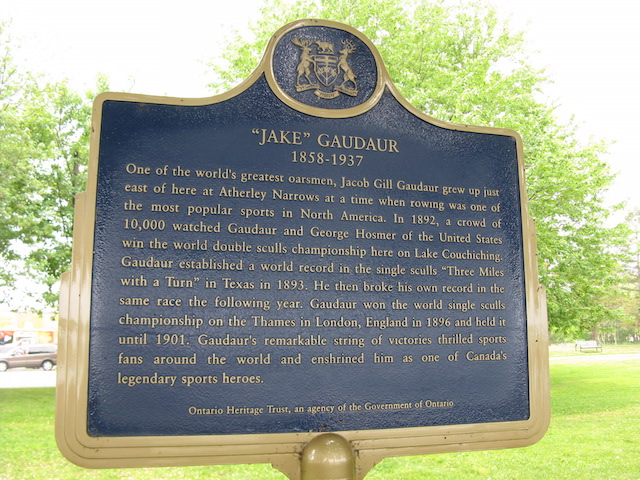 "JAKE" GAUDAUR
1858-1937
One of the world's greatest oarsmen, Jacob Gill Gaudaur grew up just
east of here at Atherley Narrows at a time when rowing was one of
the most popular sports in North America. In 1892, a crowd of
10,000 watched Gaudaur and George Hosmer of the United States
win the world double sculls championship here on Lake Couchiching.
Gaudaur established a world record in the single sculls "Three Miles
with a Turn" in Texas in 1893. He then broke his own record in the
same race the following year. Gaudaur won the world single sculls
championship on the Thames in London, England in 1896 and held it
until 1901. Gaudaur's remarkable string of victories thrilled sports
fans around the world and enshrined him as one of Canada's
legendary sports heroes.
Ontario Heritage Trust, an agency of the Government of Ontario